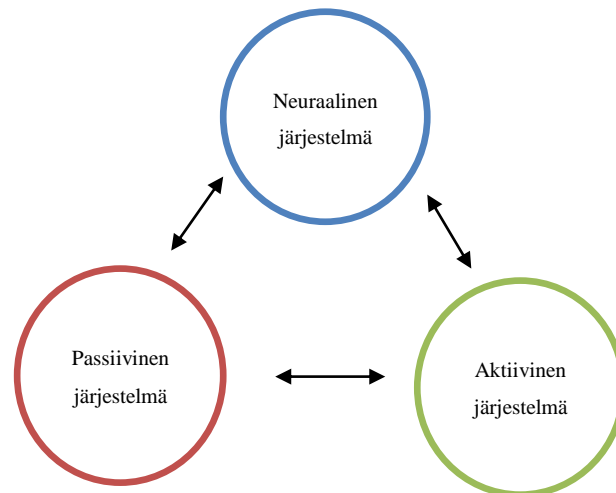 Neuraalinen
järjestelmä
Passiivinen
järjestelmä
Aktiivinen
järjestelmä